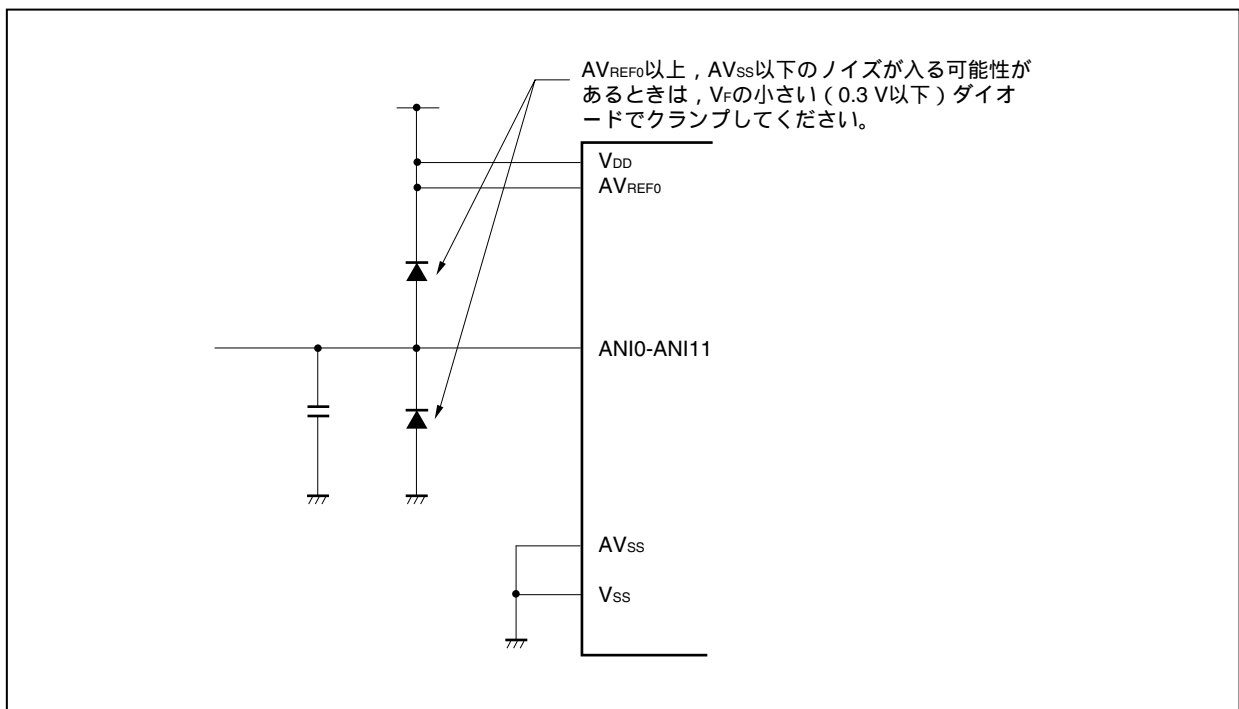 AVREF0以上，AVSS以下のノイズが入る可能性が
あるときは，VFの小さい（0.3 V以下）ダイオ
ードでクランプしてください。
VDD
AVREF0
ANI0-ANI11
AVSS
VSS